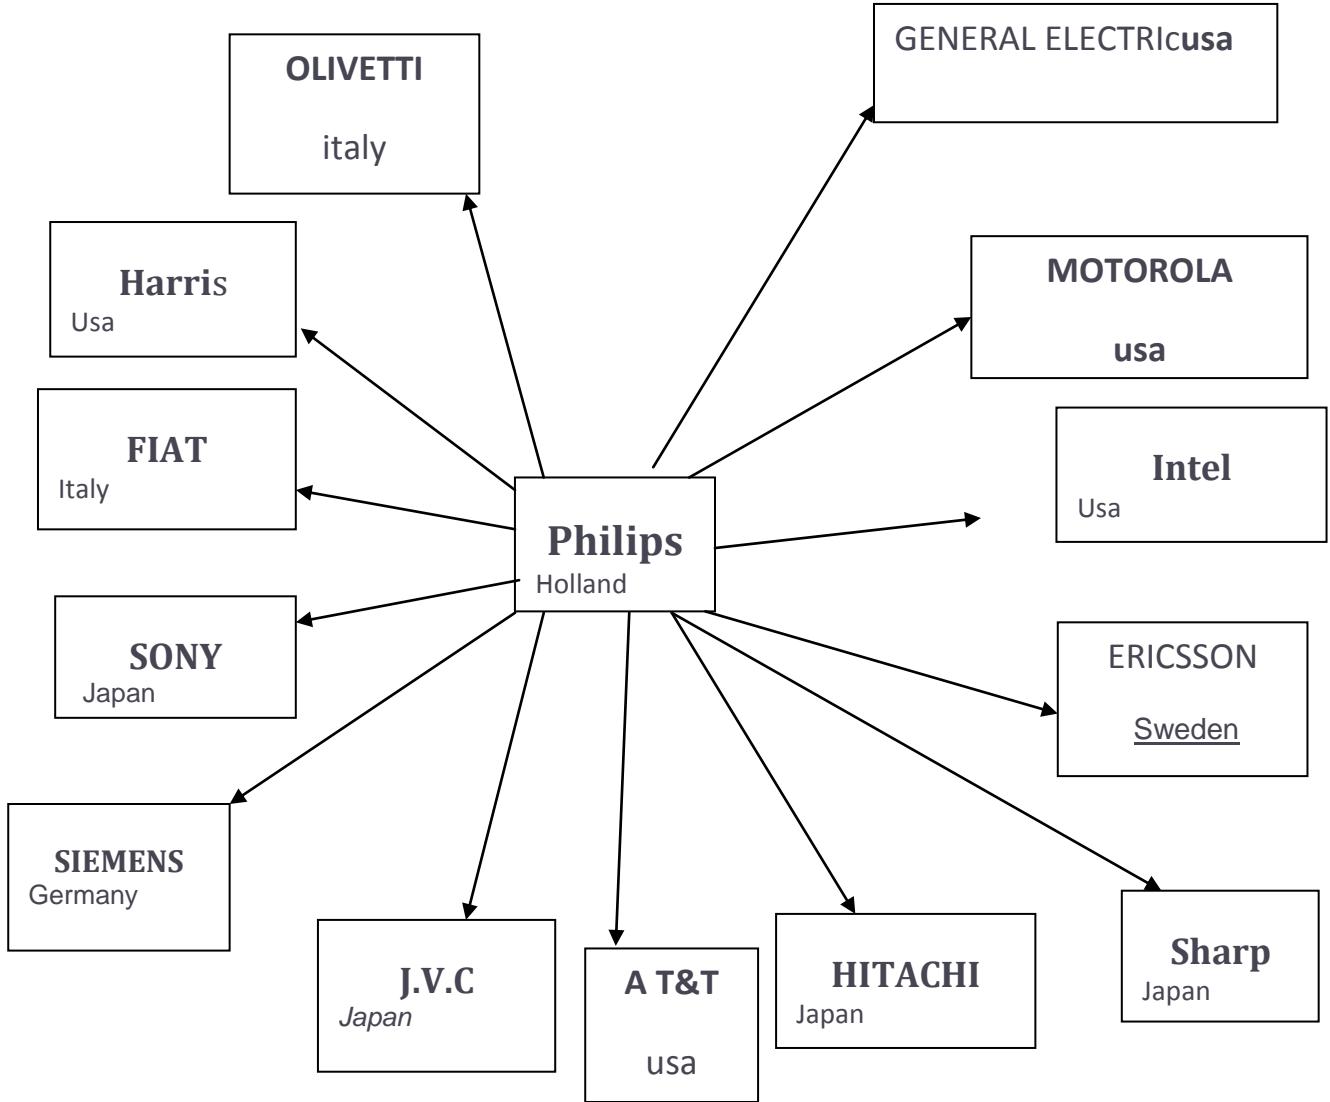 GENERAL ELECTRICusa
OLIVETTI
italy
Harris
Usa
MOTOROLA
usa
FIAT
Italy
Intel
Usa
Philips
Holland
SONY
Japan
ERICSSON
Sweden
SIEMENS
Germany
J.V.C
Japan
A T&T
usa
HITACHI
Japan
Sharp
Japan